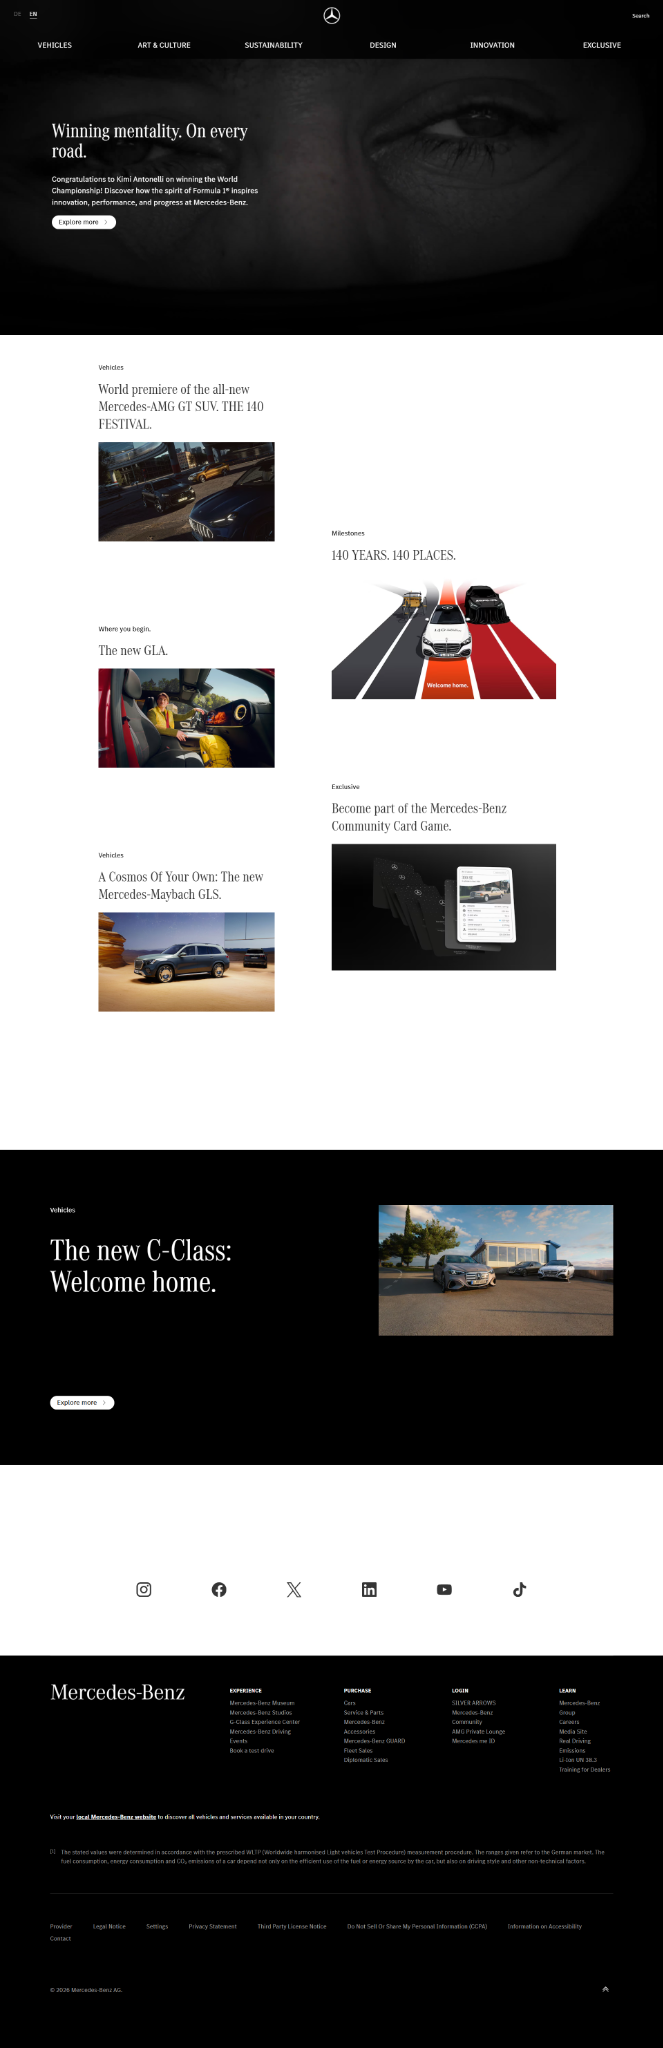 DE EN
Search
VEHICLES ART & CULTURE SUSTAINABILITY DESIGN INNOVATION EXCLUSIVE
Winning mentality. On every
road.
Congratulations to Kimi Antonelli on winning the World
Championship! Discover how the spirit of Formula 1® inspires
innovation, performance, and progress at Mercedes-Benz.
Explore more
Vehicles
World premiere of the all-new
Mercedes-AMG GT SUV. THE 140
FESTIVAL.
Milestones
140 YEARS. 140 PLACES.
Welcome home.
Where you begin.
The new GLA.
Exclusive
Become part of the Mercedes-Benz
Community Card Game.
Vehicles
A Cosmos Of Your Own: The new
Mercedes-Maybach GLS.
Vehicles
The new C-Class:
Welcome home.
Explore more
Mercedes-Benz
EXPERIENCE
Mercedes-Benz Museum
Mercedes-Benz Studios
G-Class Experience Center
Mercedes-Benz Driving
Events
Book a test drive
PURCHASE
Cars
Service & Parts
Mercedes-Benz
Accessories
Mercedes-Benz GUARD
Fleet Sales
Diplomatic Sales
LOGIN
SILVER ARROWS
Mercedes-Benz
Community
AMG Private Lounge
Mercedes me ID
LEARN
Mercedes-Benz
Group
Careers
Media Site
Real Driving
Emissions
Li-Ion UN 38.3
Training for Dealers
Visit your local Mercedes-Benz website to discover all vehicles and services available in your country.
[1] The stated values were determined in accordance with the prescribed WLTP (Worldwide harmonised Light vehicles Test Procedure) measurement procedure. The ranges given refer to the German market. The
fuel consumption, energy consumption and CO₂ emissions of a car depend not only on the efficient use of the fuel or energy source by the car, but also on driving style and other non-technical factors.
Provider Legal Notice Settings Privacy Statement Third Party License Notice Do Not Sell Or Share My Personal Information (CCPA) Information on Accessibility
Contact
© 2026 Mercedes-Benz AG.